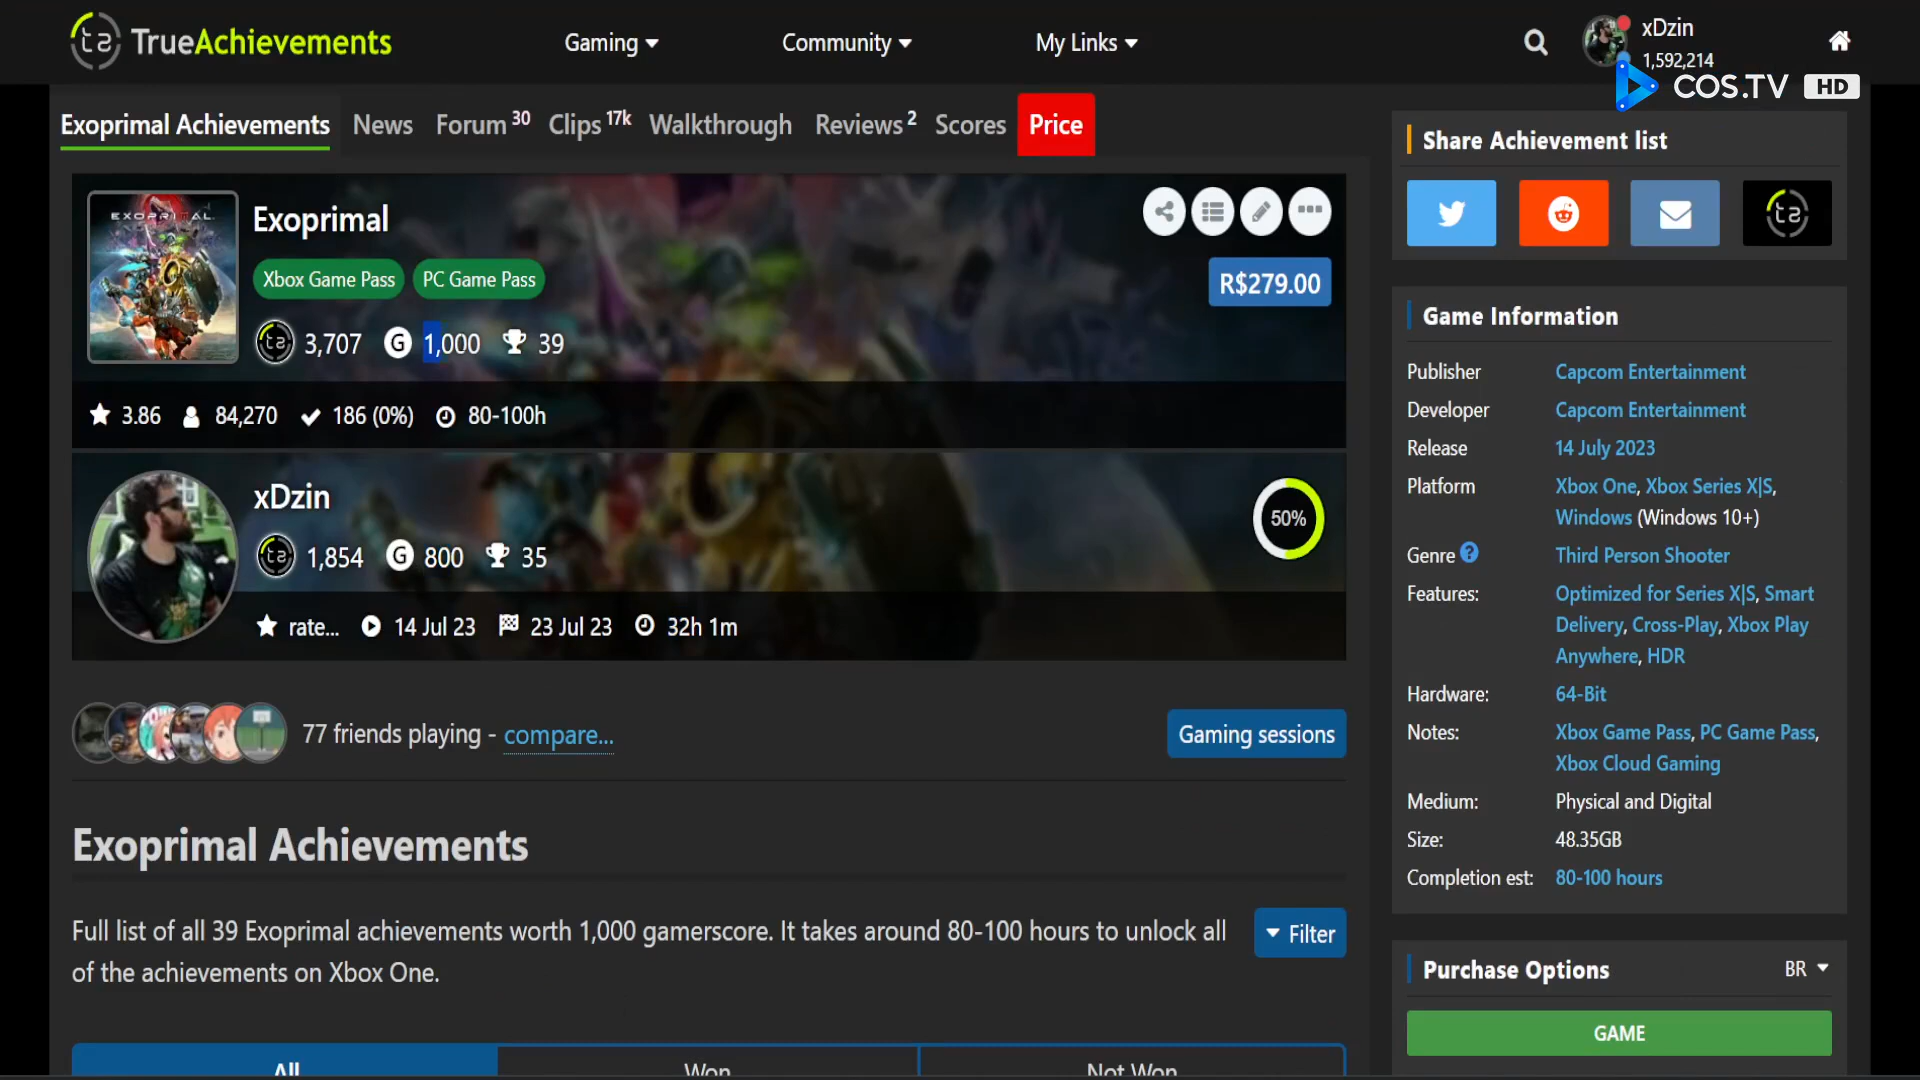 TrueAchievements
Gaming
Community
My Links
xDzin
1,592,214
COS.TV HD
Exoprimal Achievements
News
Forum 30
Clips 17k
Walkthrough
Reviews 2
Scores
Price
EXOPRIMAL
Exoprimal
Xbox Game Pass
PC Game Pass
3,707
G 1,000
39
R$279.00
3.86
84,270
186 (0%)
80-100h
xDzin
1,854
G 800
35
50%
rate...
14 Jul 23
23 Jul 23
32h 1m
77 friends playing - compare...
Gaming sessions
Exoprimal Achievements
Full list of all 39 Exoprimal achievements worth 1,000 gamerscore. It takes around 80-100 hours to unlock all
of the achievements on Xbox One.
Filter
All
Won
Not Won
Share Achievement list
Game Information
Publisher Capcom Entertainment
Developer Capcom Entertainment
Release 14 July 2023
Platform Xbox One, Xbox Series X|S,
Windows (Windows 10+)
Genre ? Third Person Shooter
Features: Optimized for Series X|S, Smart
Delivery, Cross-Play, Xbox Play
Anywhere, HDR
Hardware: 64-Bit
Notes: Xbox Game Pass, PC Game Pass,
Xbox Cloud Gaming
Medium: Physical and Digital
Size: 48.35GB
Completion est: 80-100 hours
Purchase Options
BR
GAME